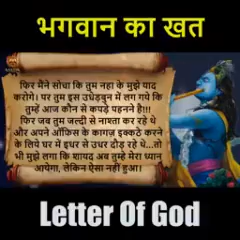 भगवान का खत
फिर मैंने सोचा कि तुम नहा के मुझे याद
करोगे। पर तुम इस उधेड़बुन में लग गये कि
तुम्हें आज कौन से कपड़े पहनने है!!!
फिर जब तुम जल्दी से नाश्ता कर रहे थे
और अपने ऑफिस के कागज़ इक्कठे करने
के लिये घर में इधर से उधर दौड़ रहे थे...तो
भी मुझे लगा कि शायद अब तुम्हे मेरा ध्यान
आयेगा, लेकिन ऐसा नहीं हुआ।
Letter Of God